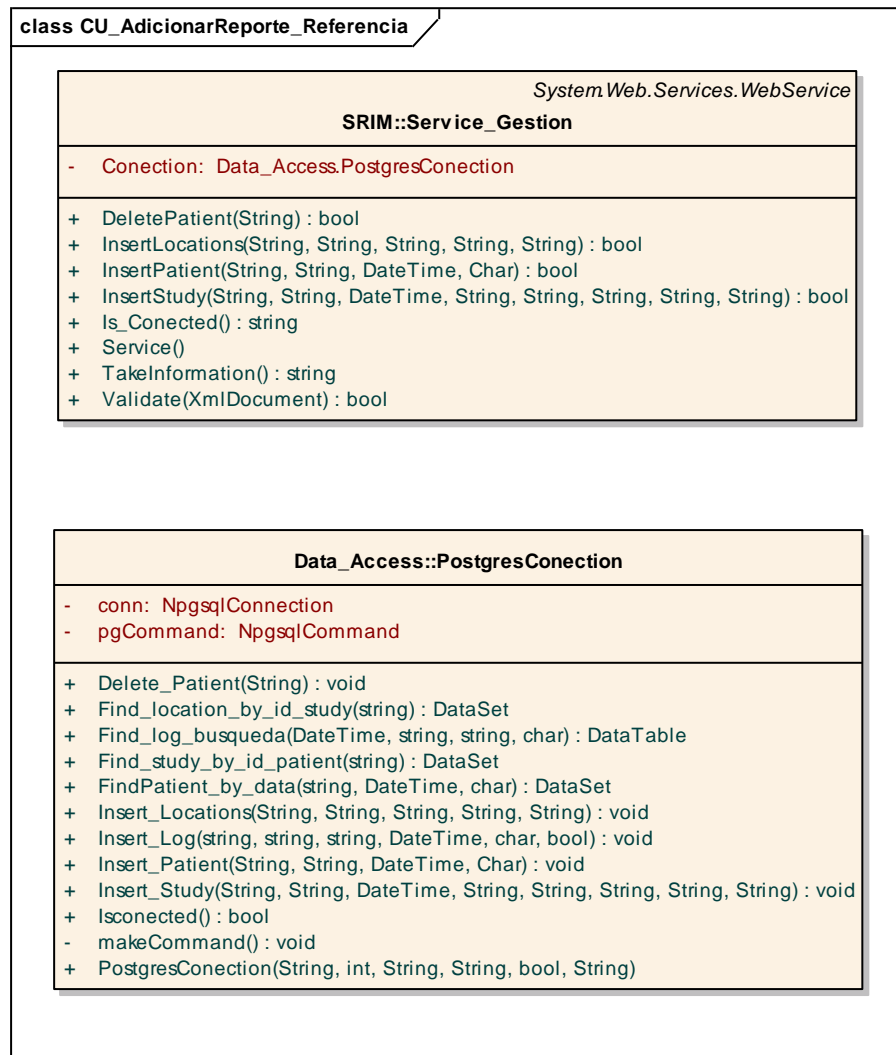 class CU_AdicionarReporte_Referencia
System.Web.Services.WebService
SRIM::Service_Gestion
- Conection: Data_Access.PostgresConection
+ DeletePatient(String) : bool
+ InsertLocations(String, String, String, String, String) : bool
+ InsertPatient(String, String, DateTime, Char) : bool
+ InsertStudy(String, String, DateTime, String, String, String, String, String) : bool
+ Is_Conected() : string
+ Service()
+ TakeInformation() : string
+ Validate(XmlDocument) : bool
Data_Access::PostgresConection
- conn: NpgsqlConnection
- pgCommand: NpgsqlCommand
+ Delete_Patient(String) : void
+ Find_location_by_id_study(string) : DataSet
+ Find_log_busqueda(DateTime, string, string, char) : DataTable
+ Find_study_by_id_patient(string) : DataSet
+ FindPatient_by_data(string, DateTime, char) : DataSet
+ Insert_Locations(String, String, String, String, String) : void
+ Insert_Log(string, string, string, DateTime, char, bool) : void
+ Insert_Patient(String, String, DateTime, Char) : void
+ Insert_Study(String, String, DateTime, String, String, String, String, String) : void
+ Isconected() : bool
- makeCommand() : void
+ PostgresConection(String, int, String, String, bool, String)